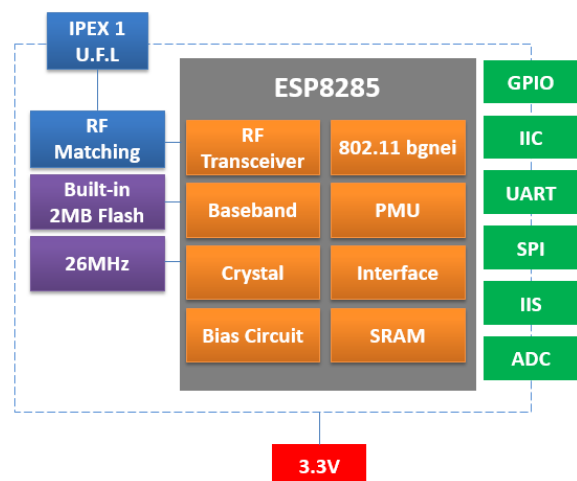 IPEX 1
U.F.L
RF
Matching
Built-in
2MB Flash
26MHz
ESP8285
RF
Transceiver
802.11 bgnei
Baseband
PMU
Crystal
Interface
Bias Circuit
SRAM
GPIO
IIC
UART
SPI
IIS
ADC
3.3V